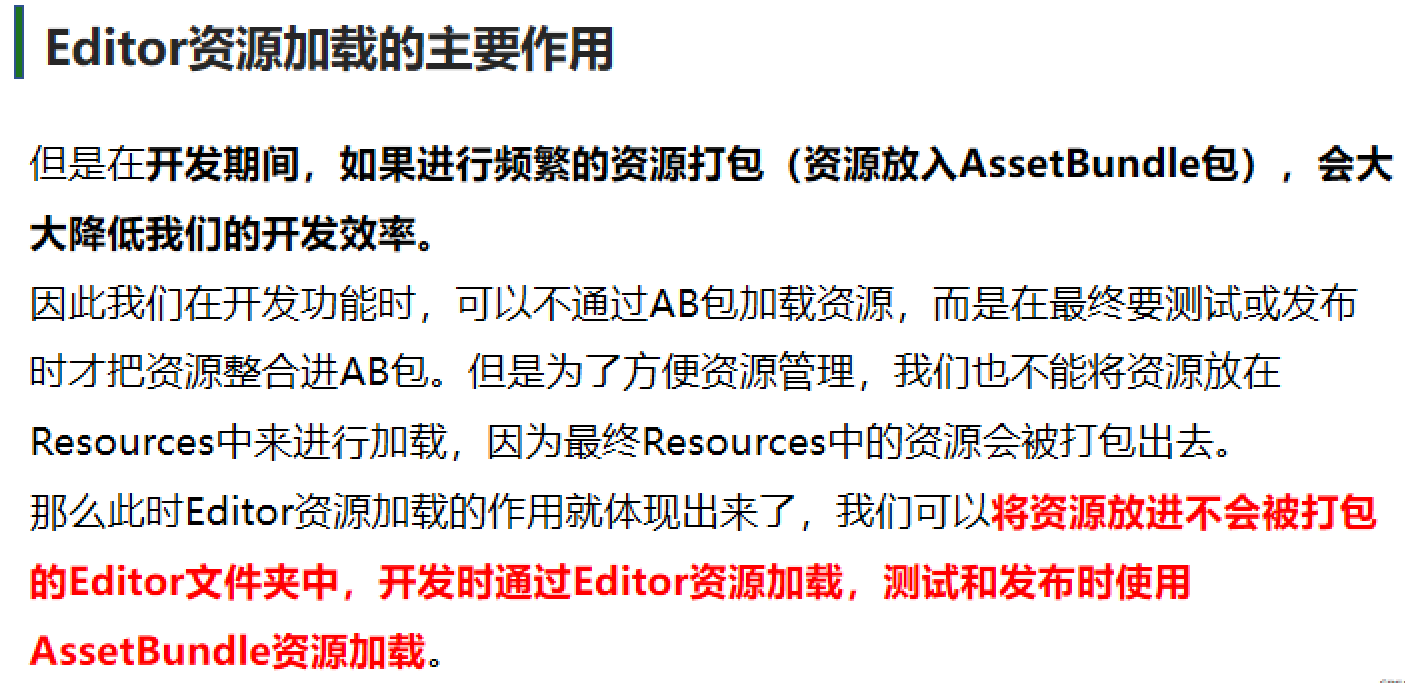 Editor资源加载的主要作用
但是在开发期间，如果进行频繁的资源打包（资源放入AssetBundle包），会大
大降低我们的开发效率。
因此我们在开发功能时，可以不通过AB包加载资源，而是在最终要测试或发布
时才把资源整合进AB包。但是为了方便资源管理，我们也不能将资源放在
Resources中来进行加载，因为最终Resources中的资源会被打包出去。
那么此时Editor资源加载的作用就体现出来了，我们可以将资源放进不会被打包
的Editor文件夹中，开发时通过Editor资源加载，测试和发布时使用
AssetBundle资源加载。